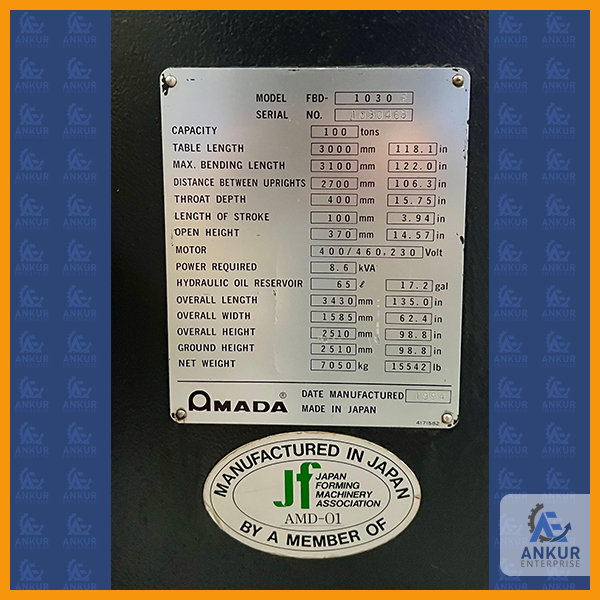 MODEL FBD- 1030
SERIAL NO.
CAPACITY 100 tons
TABLE LENGTH 3000 mm 118.1 in
MAX. BENDING LENGTH 3100 mm 122.0 in
DISTANCE BETWEEN UPRIGHTS 2700 mm 106.3 in
THROAT DEPTH 400 mm 15.75 in
LENGTH OF STROKE 100 mm 3.94 in
OPEN HEIGHT 370 mm 14.57 in
MOTOR 400/460,230 Volt
POWER REQUIRED 8.6 kVA
HYDRAULIC OIL RESERVOIR 65 ℓ 17.2 gal
OVERALL LENGTH 3430 mm 135.0 in
OVERALL WIDTH 1585 mm 62.4 in
OVERALL HEIGHT 2510 mm 98.8 in
GROUND HEIGHT 2510 mm 98.8 in
NET WEIGHT 7050 kg 15542 lb
AMADA ® DATE MANUFACTURED 1994
MADE IN JAPAN
4171582
MANUFACTURED IN JAPAN
Jf JAPAN
FORMING
MACHINERY
ASSOCIATION
AMD-01
BY A MEMBER OF
ANKUR
ENTERPRISE